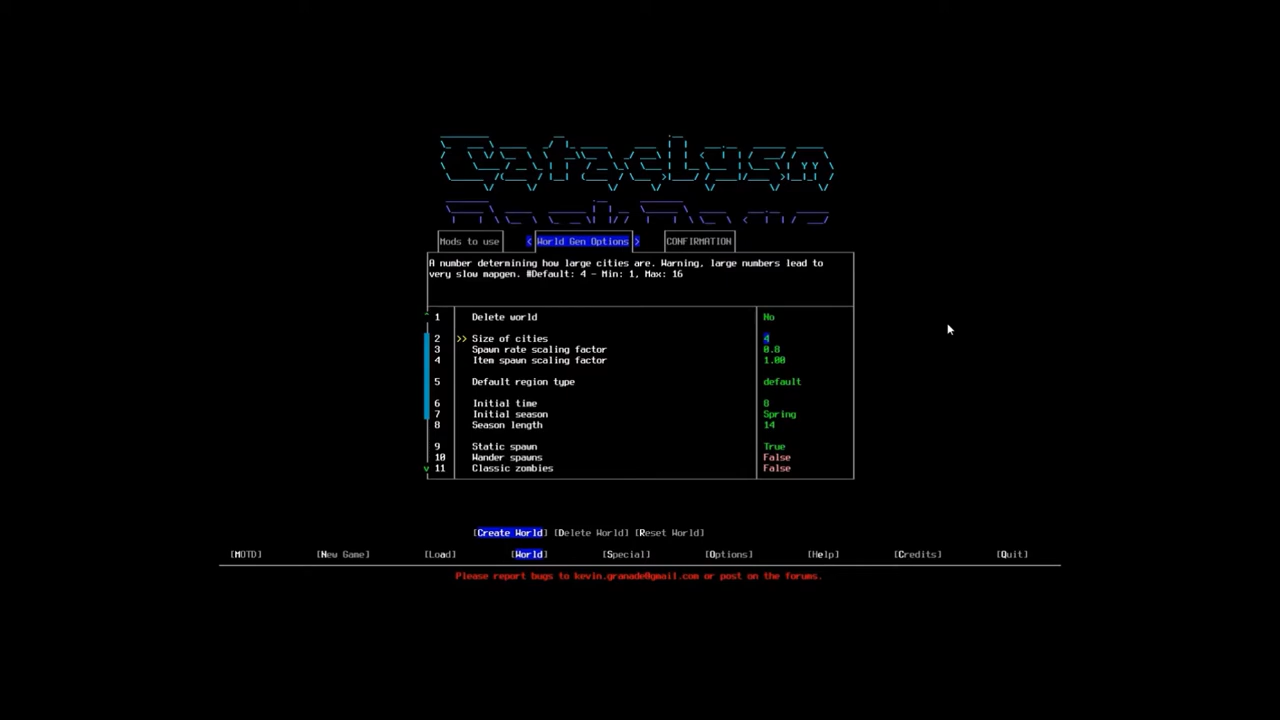 Cataclysm
Mods to use < World Gen Options > CONFIRMATION
A number determining how large cities are. Warning, large numbers lead to
very slow mapgen. #Default: 4 - Min: 1, Max: 16
1 Delete world No
2 >> Size of cities 4
3 Spawn rate scaling factor 0.8
4 Item spawn scaling factor 1.00
5 Default region type default
6 Initial time 8
7 Initial season Spring
8 Season length 14
9 Static spawn True
10 Wander spawns False
v 11 Classic zombies False
[Create World] [Delete World] [Reset World]
[MOTD] [New Game] [Load] [World] [Special] [Options] [Help] [Credits] [Quit]
Please report bugs to kevin.granade@gmail.com or post on the forums.